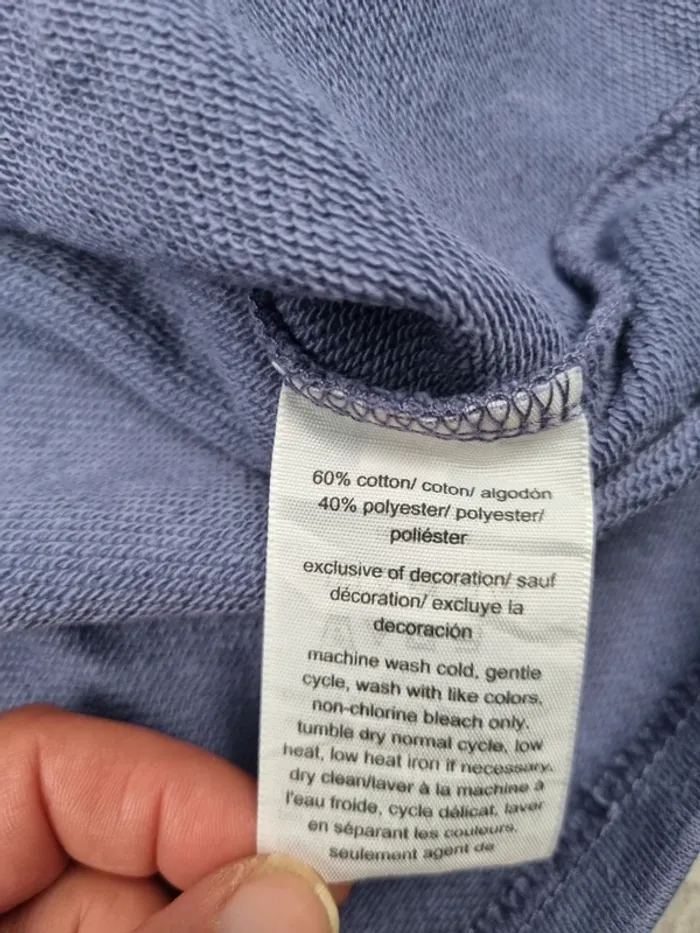 60% cotton/ coton/ algodón
40% polyester/ polyester/
poliéster
exclusive of decoration/ sauf
décoration/ excluye la
decoración
machine wash cold, gentle
cycle, wash with like colors.
non-chlorine bleach only.
tumble dry normal cycle, low
heat, low heat iron if necessary.
dry clean/laver à la machine à
l'eau froide, cycle délicat, laver
en séparant les couleurs.
seulement agent de